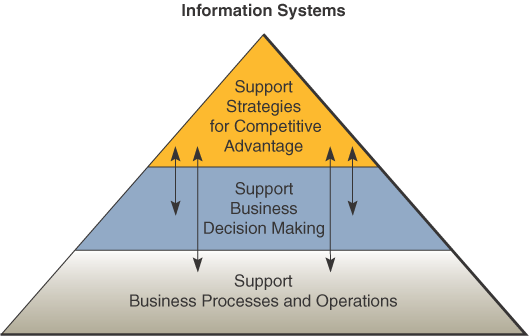 Information Systems
Support
Strategies
for Competitive
Advantage
Support
Business
Decision Making
Support
Business Processes and Operations